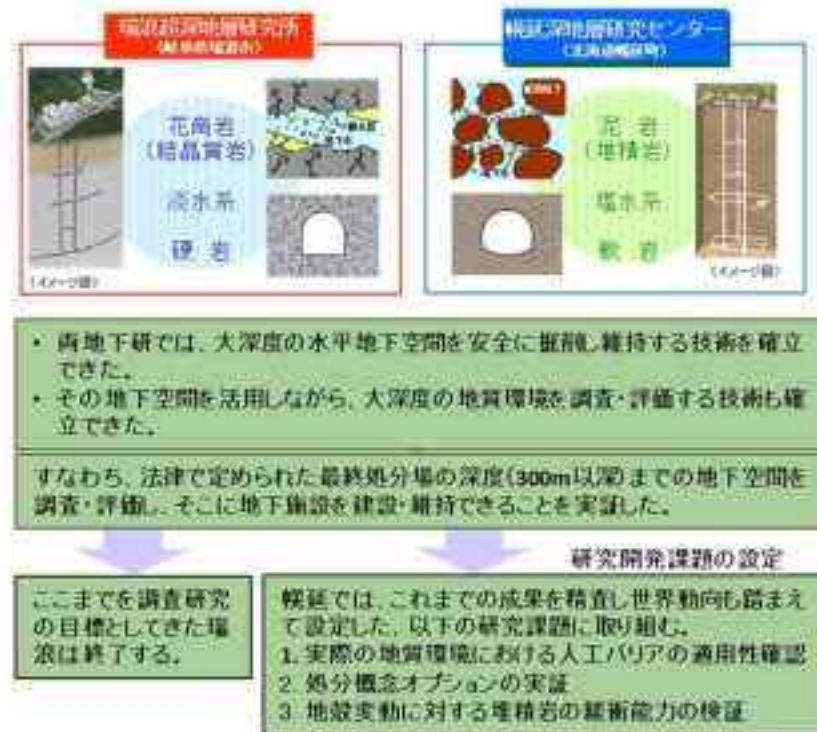 瑞浪超深地層研究所
(岐阜県瑞浪市)
花崗岩
(結晶質岩)
淡水系
硬 岩
(イメージ図)
幌延深地層研究センター
(北海道幌延町)
泥 岩
(堆積岩)
塩水系
軟 岩
(イメージ図)
・ 両地下研では、大深度の水平地下空間を安全に掘削し維持する技術を確立
できた。
・ その地下空間を活用しながら、大深度の地質環境を調査・評価する技術も確
立できた。
すなわち、法律で定められた最終処分場の深度(300m以深)までの地下空間を
調査・評価し、そこに地下施設を建設・維持できることを実証した。
研究開発課題の設定
ここまでを調査研究
の目標としてきた瑞
浪は終了する。
幌延では、これまでの成果を精査し世界動向も踏まえ
て設定した、以下の研究課題に取り組む。
1. 実際の地質環境における人工バリアの適用性確認
2. 処分概念オプションの実証
3. 地殻変動に対する堆積岩の緩衝能力の検証